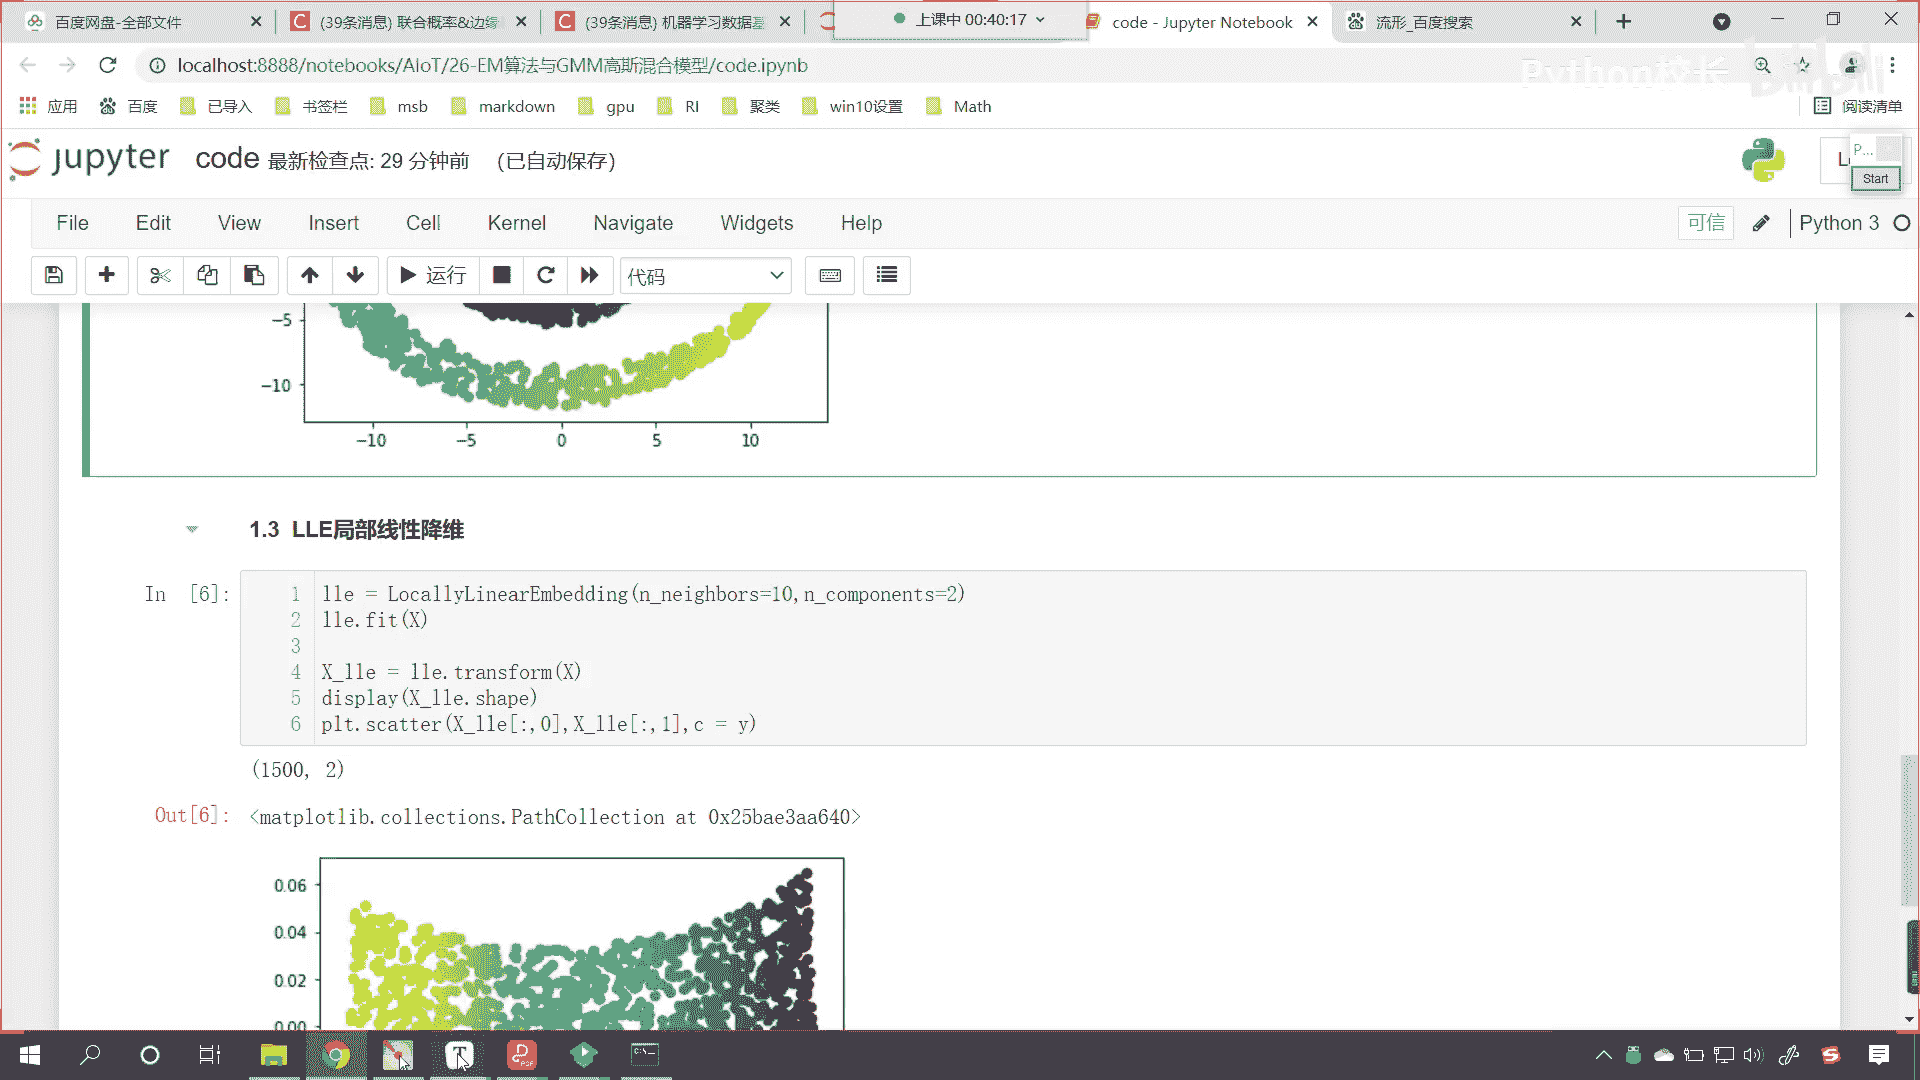 百度网盘-全部文件
(39条消息) 联合概率&边缘
(39条消息) 机器学习数据基
上课中 00:40:17
code - Jupyter Notebook
流形_百度搜索
localhost:8888/notebooks/AIoT/26-EM算法与GMM高斯混合模型/code.ipynb
Python校长
bilibili
应用
百度
已导入
书签栏
msb
markdown
gpu
RI
聚类
win10设置
Math
阅读清单
jupyter
code 最新检查点: 29 分钟前 (已自动保存)
P...
Start
File Edit View Insert Cell Kernel Navigate Widgets Help
可信
Python 3
运行
代码
−5
−10
−10 −5 0 5 10
1.3 LLE局部线性降维
In [6]:
1 lle = LocallyLinearEmbedding(n_neighbors=10,n_components=2)
2 lle.fit(X)
3
4 X_lle = lle.transform(X)
5 display(X_lle.shape)
6 plt.scatter(X_lle[:,0],X_lle[:,1],c = y)
(1500, 2)
Out[6]: <matplotlib.collections.PathCollection at 0x25bae3aa640>
0.06
0.04
0.02
0.00